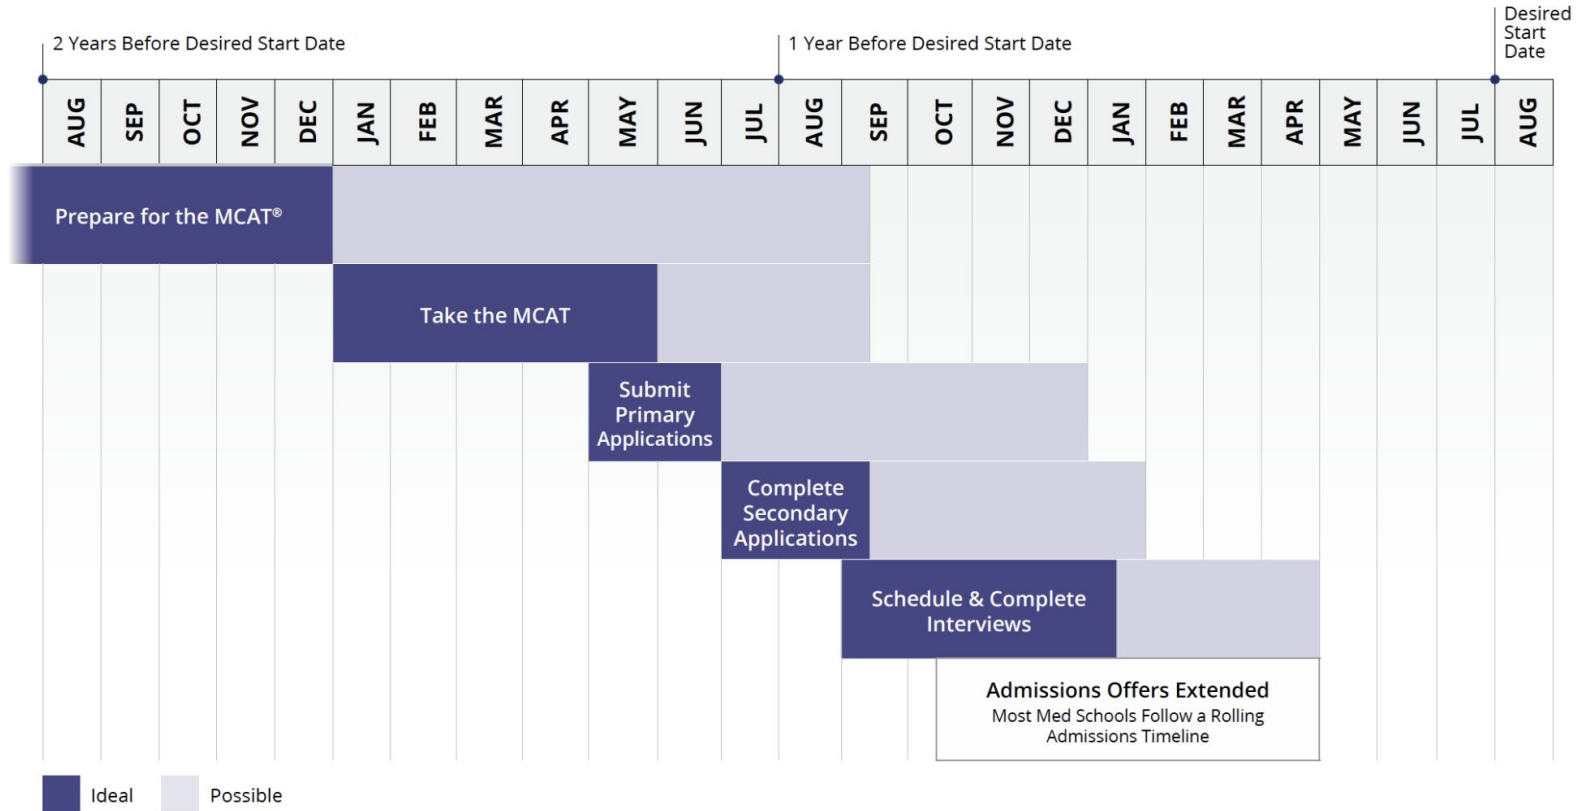 Desired
Start
Date
2 Years Before Desired Start Date
1 Year Before Desired Start Date
AUG
SEP
OCT
NOV
DEC
JAN
FEB
MAR
APR
MAY
JUN
JUL
AUG
SEP
OCT
NOV
DEC
JAN
FEB
MAR
APR
MAY
JUN
JUL
AUG
Prepare for the MCAT®
Take the MCAT
Submit
Primary
Applications
Complete
Secondary
Applications
Schedule & Complete
Interviews
Admissions Offers Extended
Most Med Schools Follow a Rolling
Admissions Timeline
Ideal
Possible